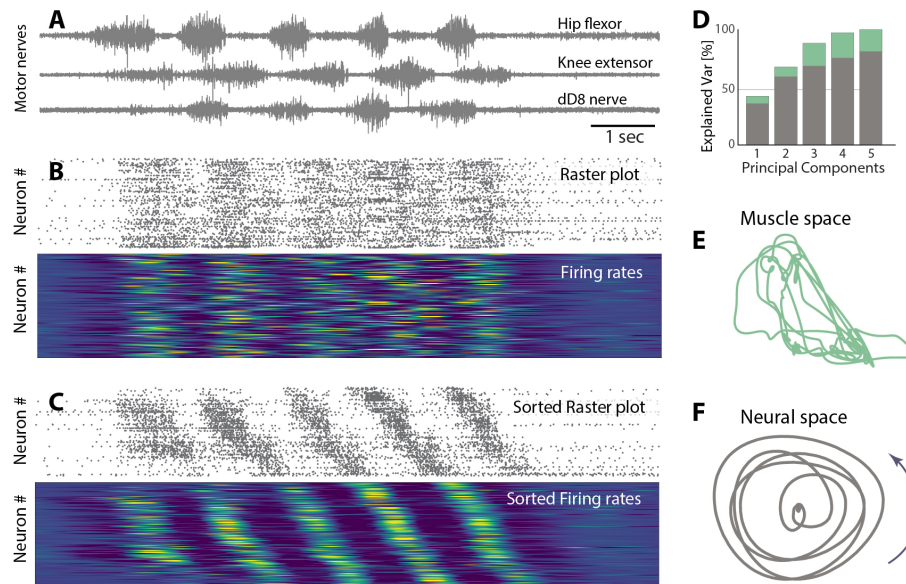 A
Motor nerves
Hip flexor
Knee extensor
dD8 nerve
1 sec
B
Neuron #
Raster plot
Neuron #
Firing rates
C
Neuron #
Sorted Raster plot
Neuron #
Sorted Firing rates
D
Explained Var [%]
100
50
0
1 2 3 4 5
Principal Components
E
Muscle space
F
Neural space